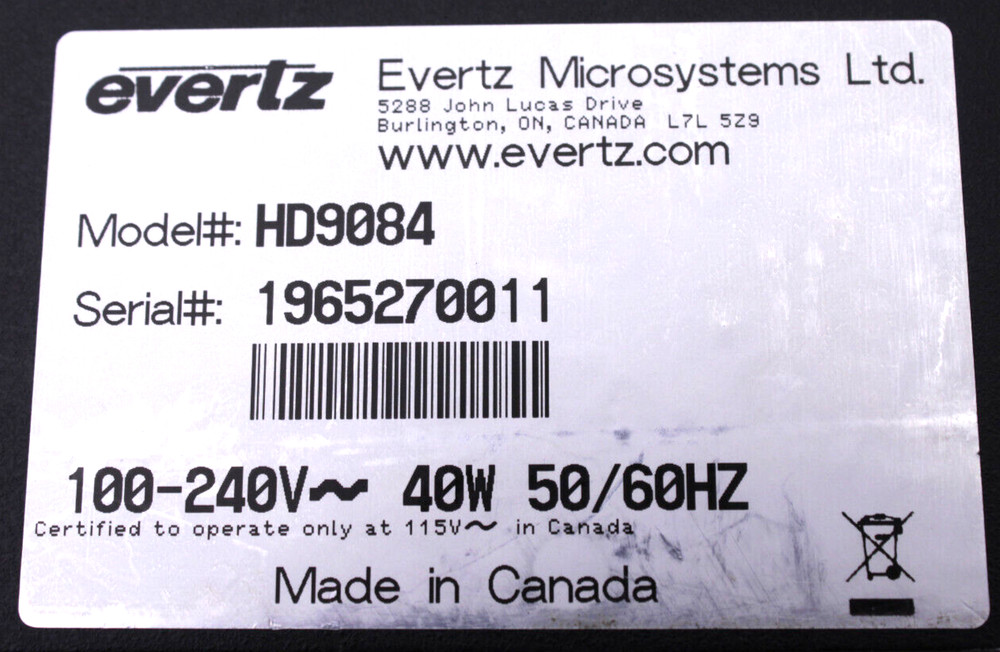 evertz
Evertz Microsystems Ltd.
5288 John Lucas Drive
Burlington, ON, CANADA L7L 5Z9
www.evertz.com
Model#: HD9084
Serial#: 1965270011
100-240V~ 40W 50/60HZ
Certified to operate only at 115V~ in Canada
Made in Canada